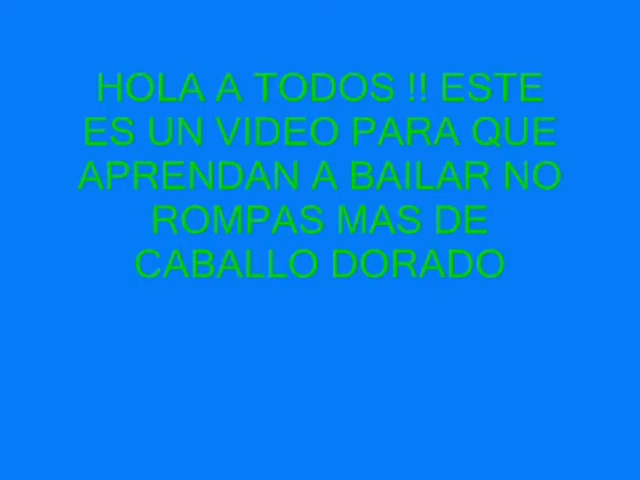 HOLA A TODOS !! ESTE
ES UN VIDEO PARA QUE
APRENDAN A BAILAR NO
ROMPAS MAS DE
CABALLO DORADO